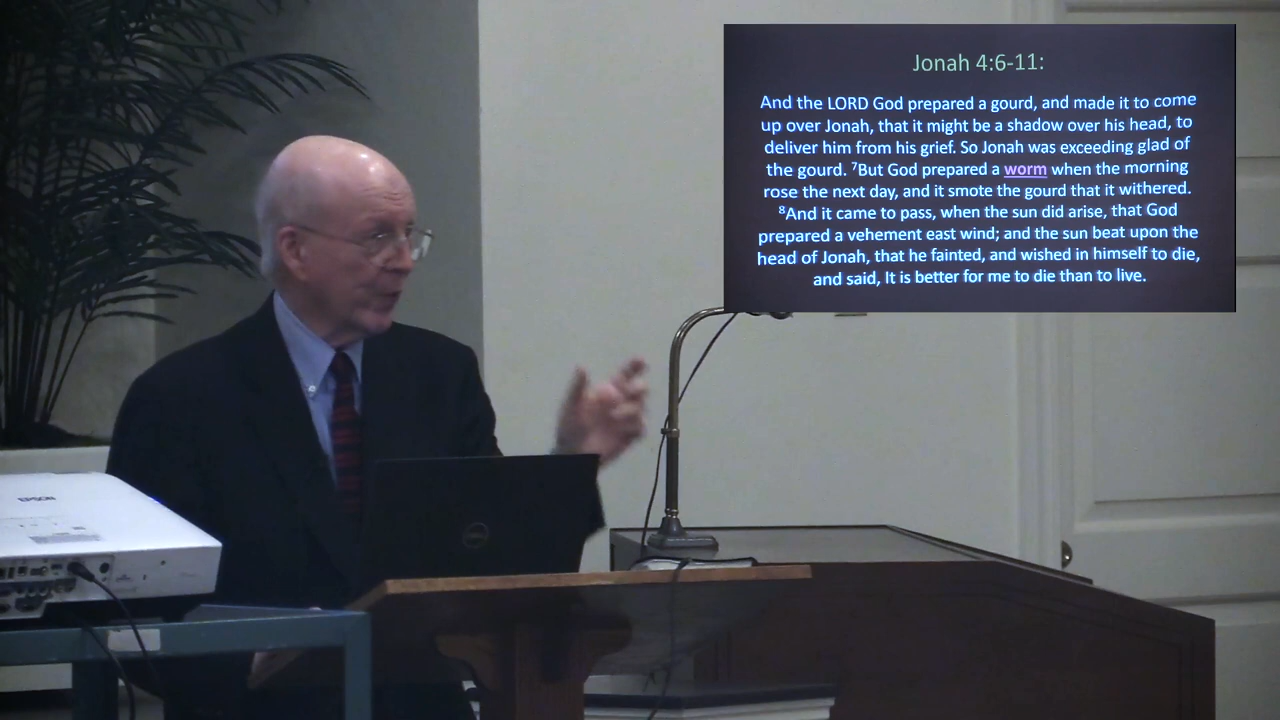 Jonah 4:6-11:
And the LORD God prepared a gourd, and made it to come
up over Jonah, that it might be a shadow over his head, to
deliver him from his grief. So Jonah was exceeding glad of
the gourd. ⁷But God prepared a worm when the morning
rose the next day, and it smote the gourd that it withered.
⁸And it came to pass, when the sun did arise, that God
prepared a vehement east wind; and the sun beat upon the
head of Jonah, that he fainted, and wished in himself to die,
and said, It is better for me to die than to live.
EPSON
DELL